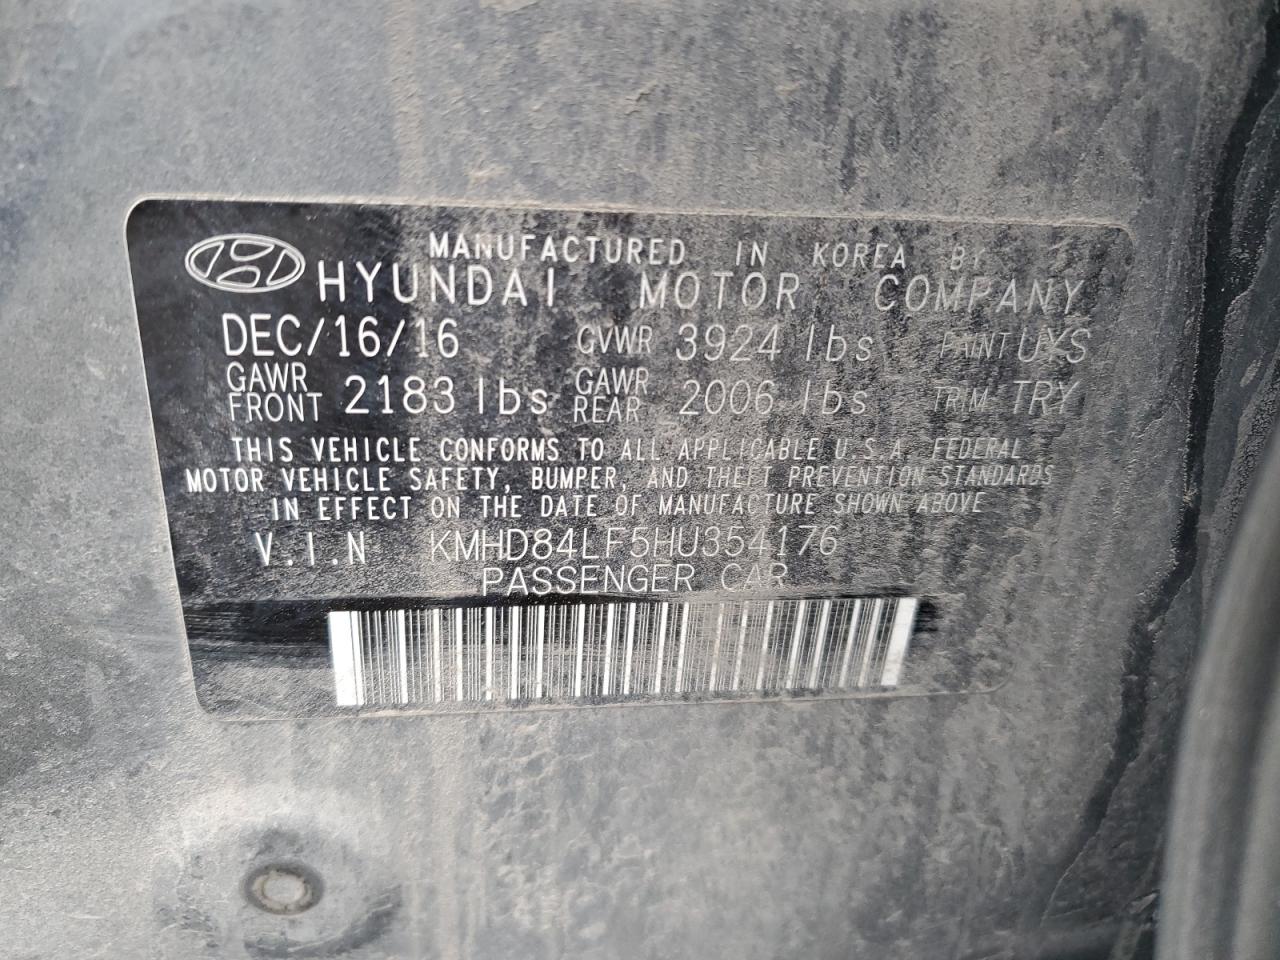 MANUFACTURED IN KOREA BY
HYUNDAI MOTOR COMPANY
DEC/16/16 GVWR 3924 lbs PAINT UYS
GAWR FRONT 2183 lbs GAWR REAR 2006 lbs TRIM TRY
THIS VEHICLE CONFORMS TO ALL APPLICABLE U.S.A. FEDERAL
MOTOR VEHICLE SAFETY, BUMPER, AND THEFT PREVENTION STANDARDS
IN EFFECT ON THE DATE OF MANUFACTURE SHOWN ABOVE
V.I.N KMHD84LF5HU354176
PASSENGER CAR